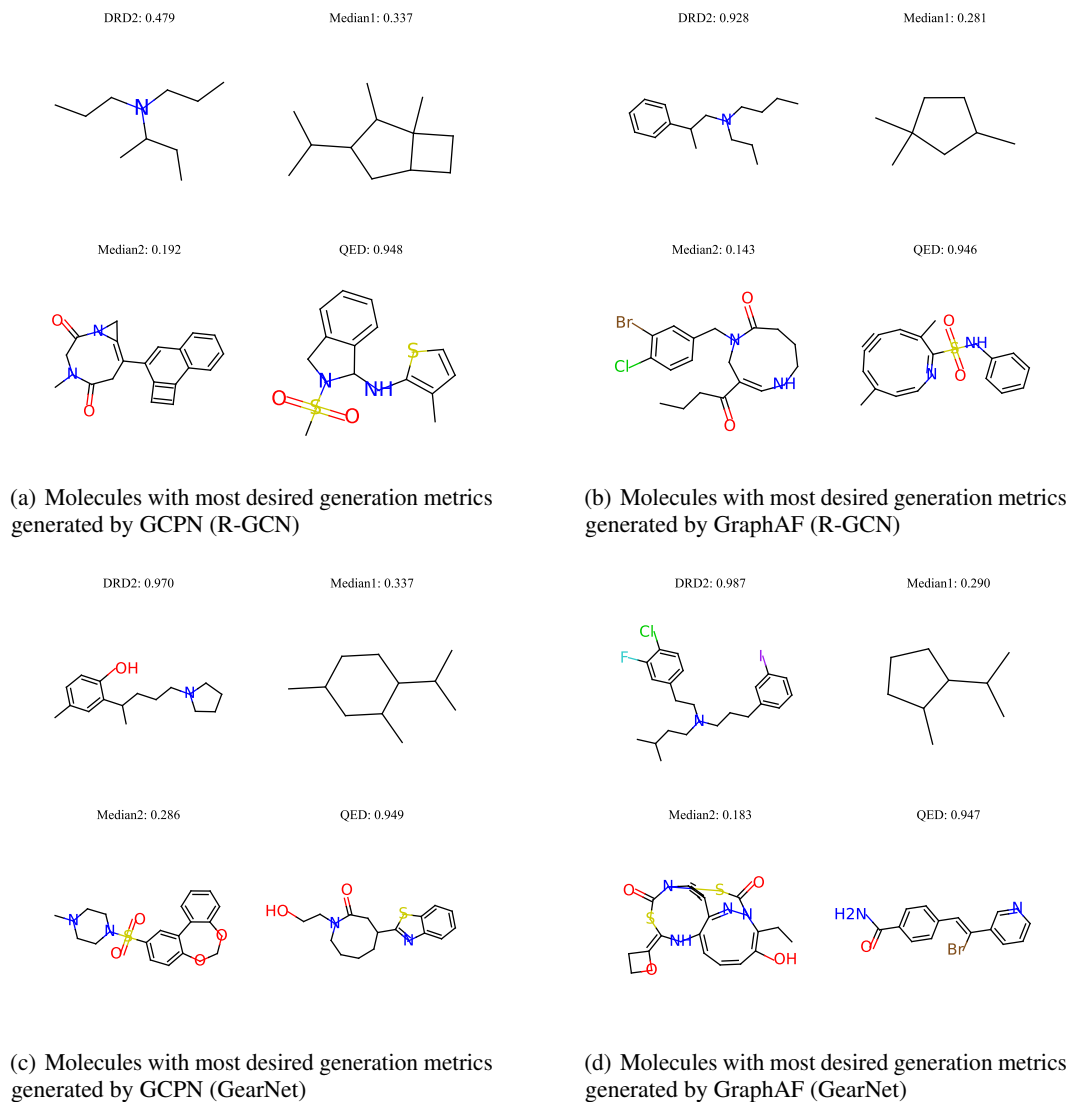 DRD2: 0.479
Median1: 0.337
N
Median2: 0.192
QED: 0.948
O
N
N
O
S
N
NH
O
S
O
(a) Molecules with most desired generation metrics
generated by GCPN (R-GCN)
DRD2: 0.928
Median1: 0.281
N
Median2: 0.143
QED: 0.946
O
Br
N
Cl
NH
O
O
S
NH
N
O
(b) Molecules with most desired generation metrics
generated by GraphAF (R-GCN)
DRD2: 0.970
Median1: 0.337
OH
N
Median2: 0.286
QED: 0.949
N
N
O
S
O
O
O
O
HO
N
S
N
(c) Molecules with most desired generation metrics
generated by GCPN (GearNet)
DRD2: 0.987
Median1: 0.290
Cl
F
I
N
Median2: 0.183
QED: 0.947
O
N
S
O
S
N
N
NH
O
OH
H2N
O
Br
N
(d) Molecules with most desired generation metrics
generated by GraphAF (GearNet)